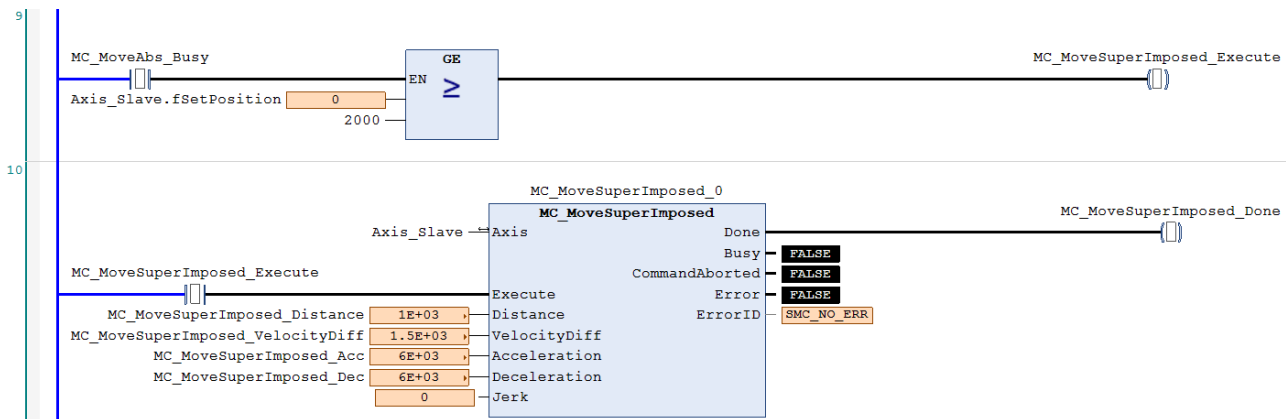 9
MC_MoveAbs_Busy
GE
MC_MoveSuperImposed_Execute
EN
≥
Axis_Slave.fSetPosition 0
2000
10
MC_MoveSuperImposed_0
MC_MoveSuperImposed
MC_MoveSuperImposed_Done
Axis_Slave Axis Done
Busy FALSE
MC_MoveSuperImposed_Execute CommandAborted FALSE
Execute Error FALSE
MC_MoveSuperImposed_Distance 1E+03 Distance ErrorID SMC_NO_ERR
MC_MoveSuperImposed_VelocityDiff 1.5E+03 VelocityDiff
MC_MoveSuperImposed_Acc 6E+03 Acceleration
MC_MoveSuperImposed_Dec 6E+03 Deceleration
0 Jerk